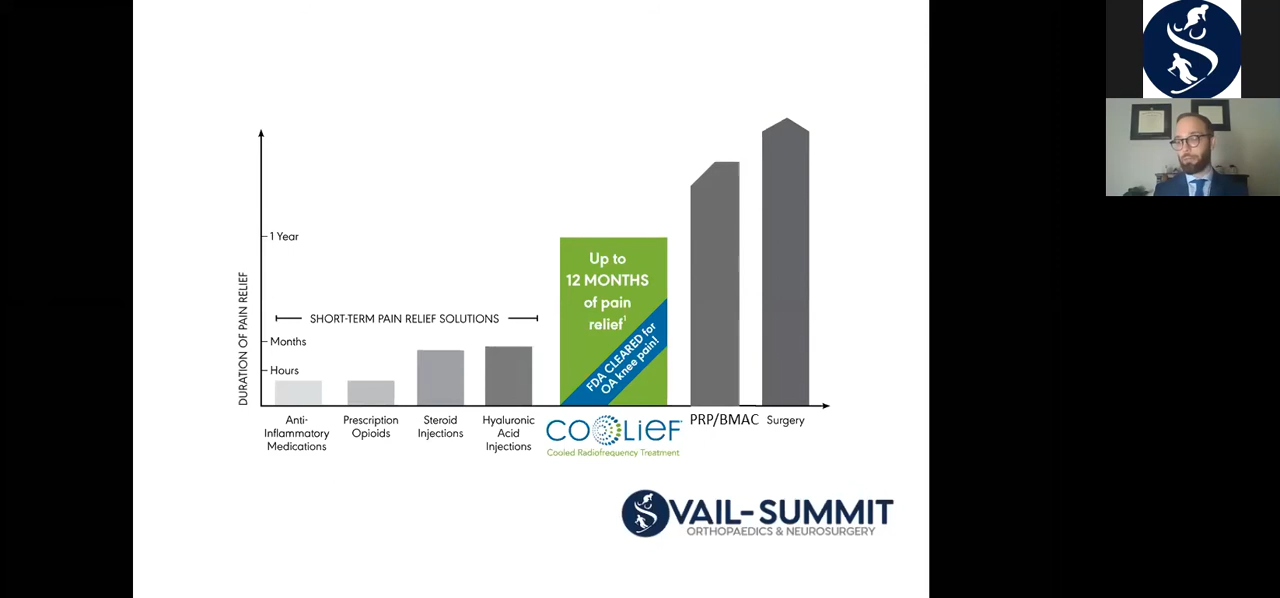 DURATION OF PAIN RELIEF
1 Year
Months
Hours
SHORT-TERM PAIN RELIEF SOLUTIONS
Up to
12 MONTHS
of pain
relief¹
FDA CLEARED for
OA knee pain!
Anti-
Inflammatory
Medications
Prescription
Opioids
Steroid
Injections
Hyaluronic
Acid
Injections
COOLIEF
Cooled Radiofrequency Treatment
PRP/BMAC
Surgery
VAIL-SUMMIT
ORTHOPAEDICS & NEUROSURGERY